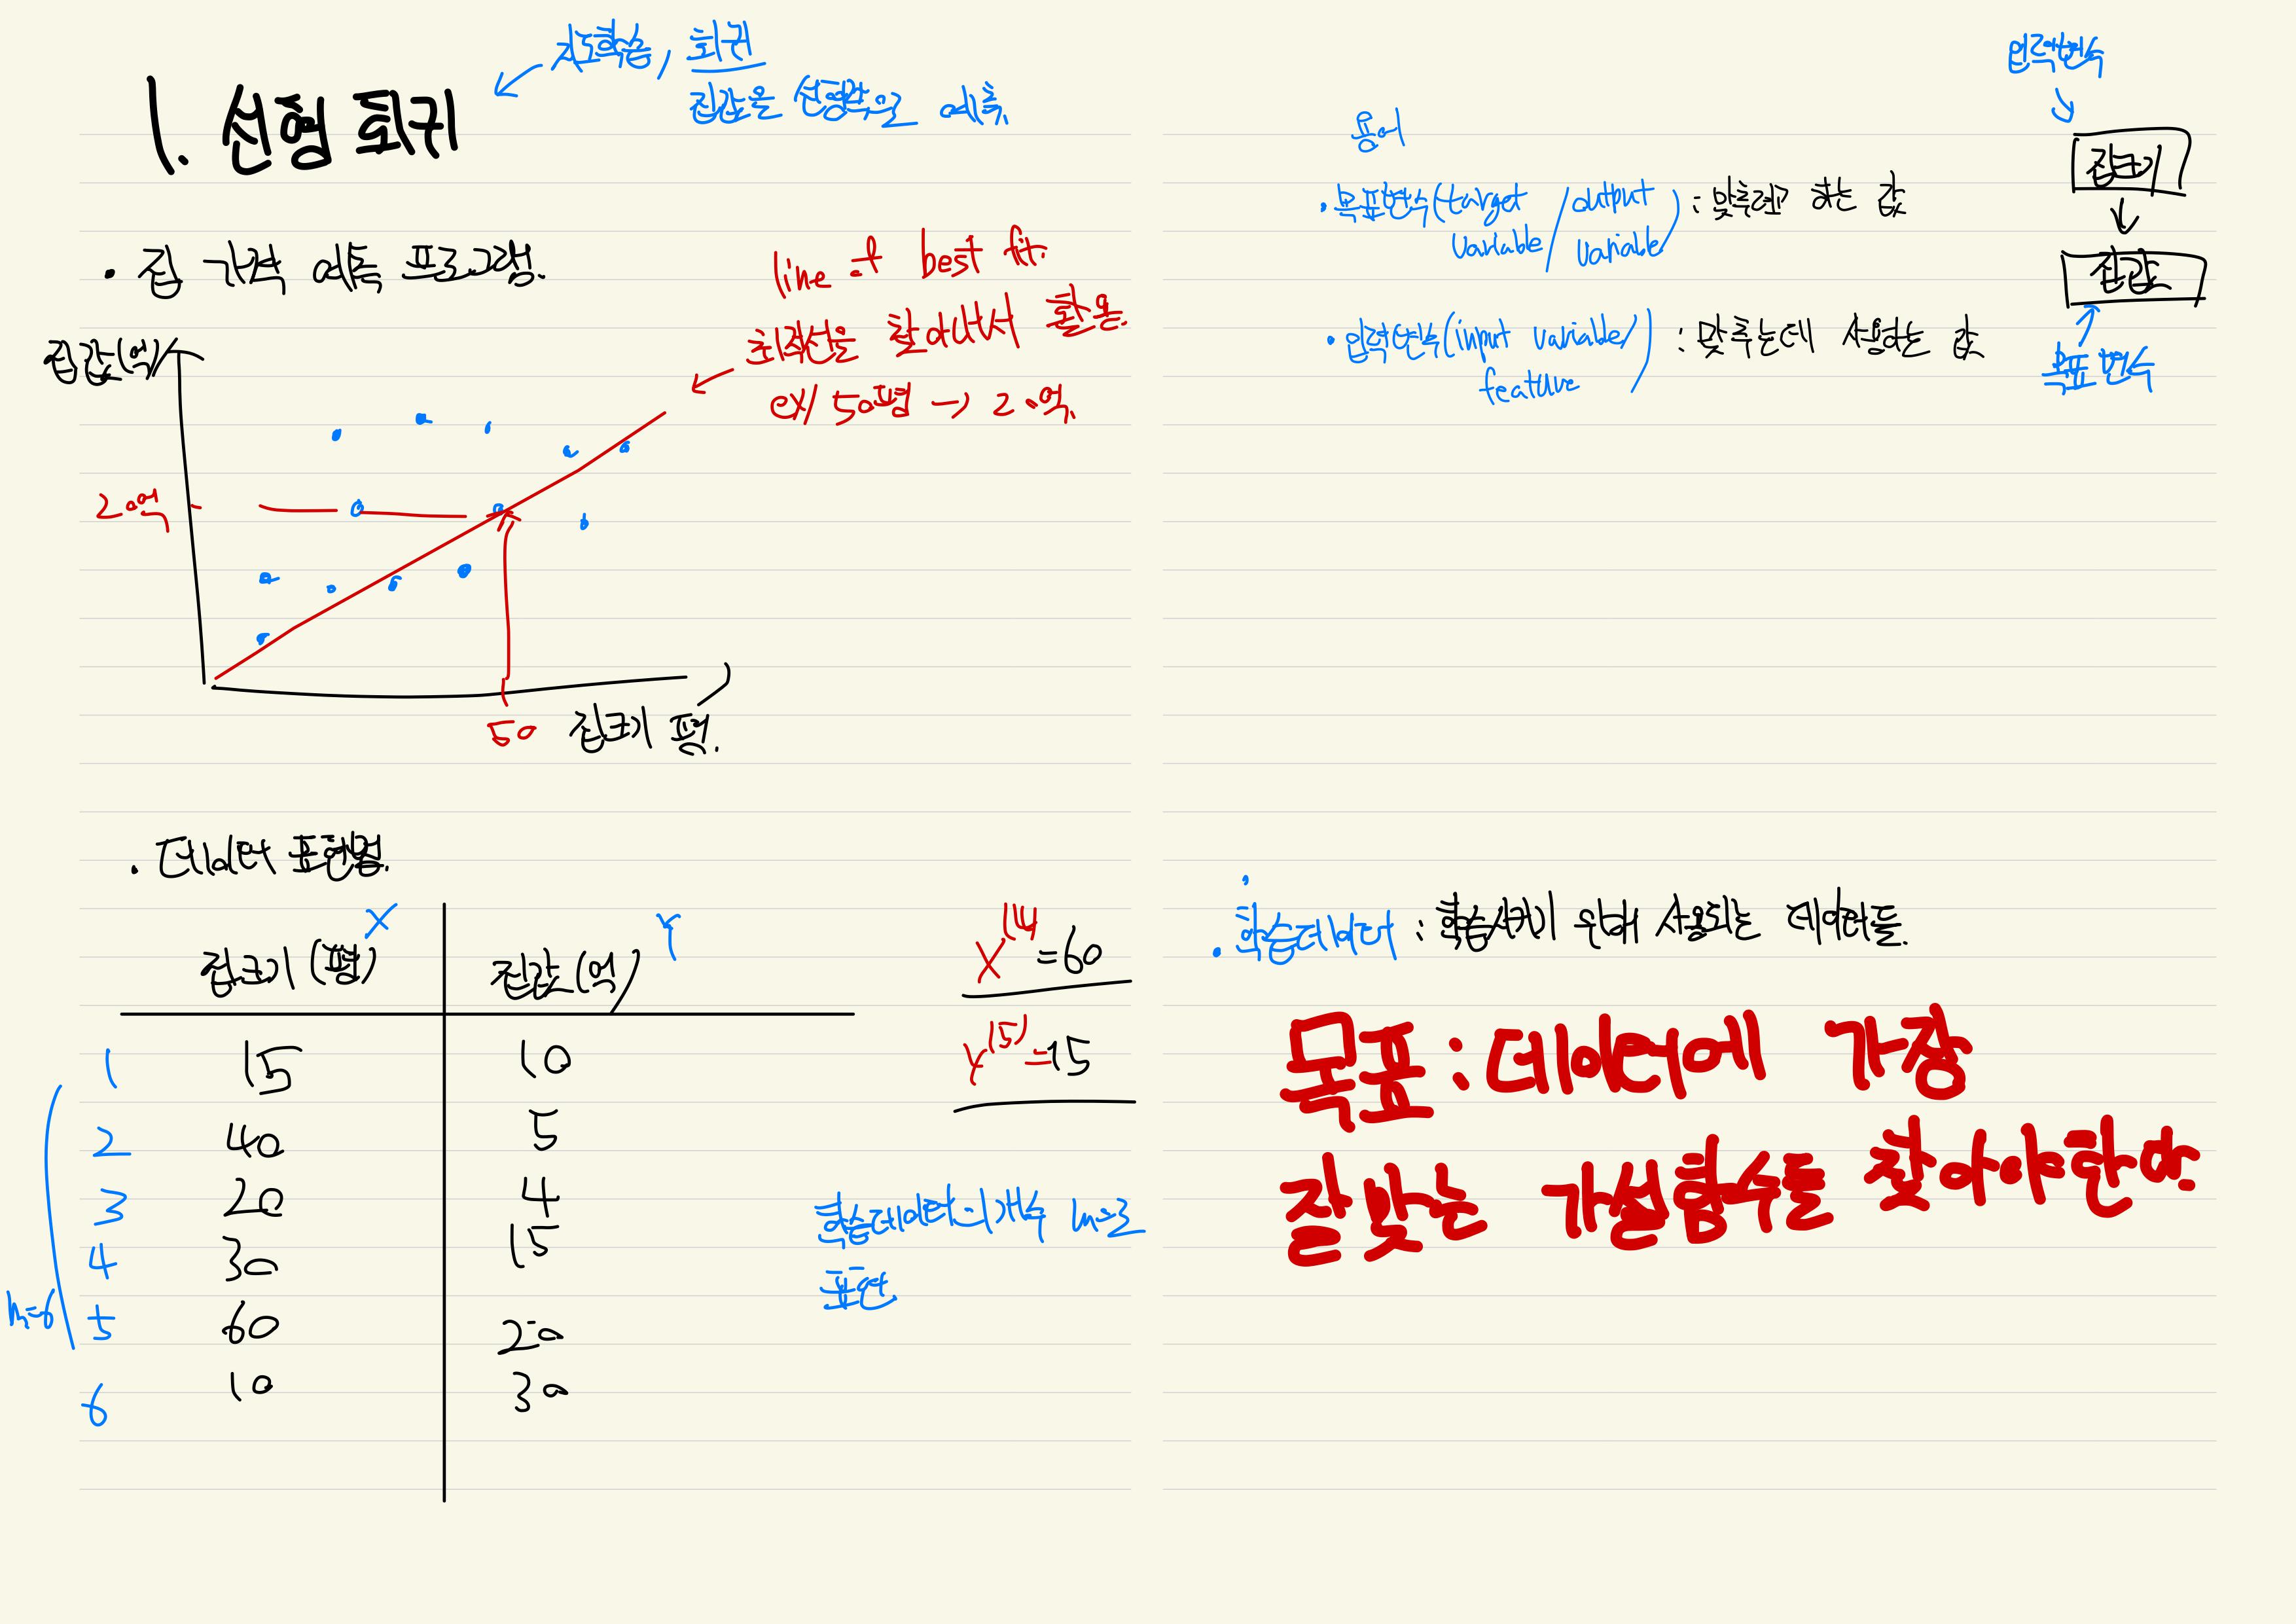 지도학습, 회귀
집값을 선형적으로 예측.
1. 선형 회귀
· 집 가격 예측 프로그램.
line of best fit.
최적선을 찾아내서 활용.
ex) 50평 → 20억.
집값(억)
20억
50 집크기 평.
· 데이터 표현법.
집크기 (평) X
집값 (억) Y
1 15 10
2 40 5
3 20 4
4 30 15
5 60 20
6 10 30
m=6
X^(4 =60
Y^(5) =15
학습데이터의 개수 m으로
표현.
용어
· 목표변수(target variable / output variable) : 맞추려 하는 값
· 입력변수(input variable) : 맞추는데 사용하는 값
feature
입력변수
집크기
집값
목표 변수
· 학습데이터 : 학습시키기 위해 사용되는 데이터들.
목표 : 데이터에 가장
잘 맞는 가설함수를 찾아야한다.